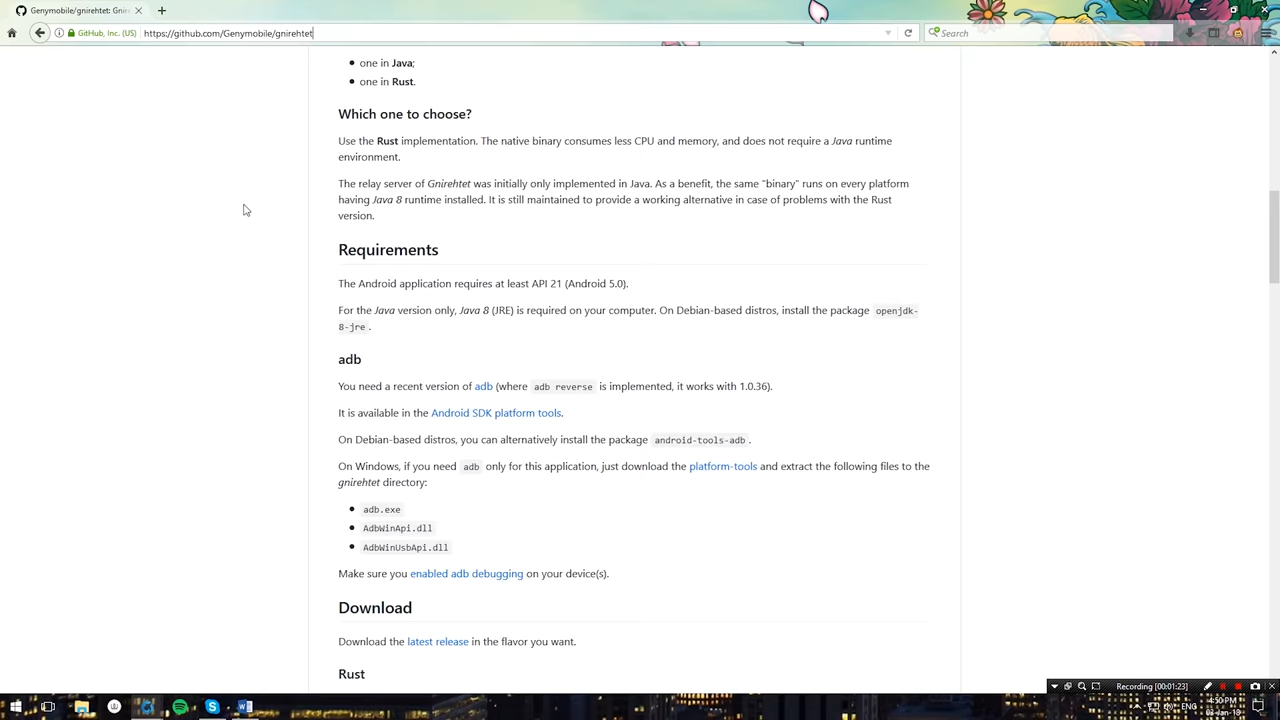 Genymobile/gnirehtet: Gnireh
GitHub, Inc. (US)
https://github.com/Genymobile/gnirehtet
Search
one in Java;
one in Rust.
Which one to choose?
Use the Rust implementation. The native binary consumes less CPU and memory, and does not require a Java runtime
environment.
The relay server of Gnirehtet was initially only implemented in Java. As a benefit, the same "binary" runs on every platform
having Java 8 runtime installed. It is still maintained to provide a working alternative in case of problems with the Rust
version.
Requirements
The Android application requires at least API 21 (Android 5.0).
For the Java version only, Java 8 (JRE) is required on your computer. On Debian-based distros, install the package openjdk-
8-jre .
adb
You need a recent version of adb (where adb reverse is implemented, it works with 1.0.36).
It is available in the Android SDK platform tools.
On Debian-based distros, you can alternatively install the package android-tools-adb .
On Windows, if you need adb only for this application, just download the platform-tools and extract the following files to the
gnirehtet directory:
adb.exe
AdbWinApi.dll
AdbWinUsbApi.dll
Make sure you enabled adb debugging on your device(s).
Download
Download the latest release in the flavor you want.
Rust
Recording [00:01:23]
ENG
4:50 PM